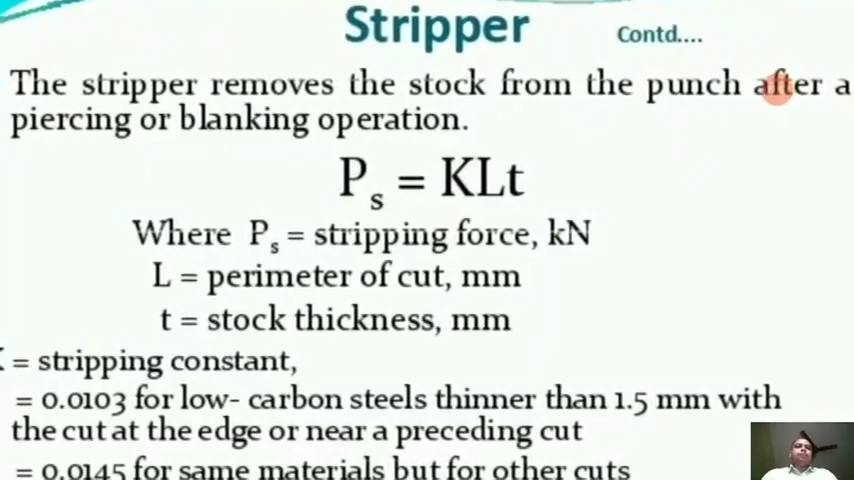 Stripper Contd....
The stripper removes the stock from the punch after a
piercing or blanking operation.
Ps = KLt
Where Ps = stripping force, kN
L = perimeter of cut, mm
t = stock thickness, mm
= stripping constant,
= 0.0103 for low- carbon steels thinner than 1.5 mm with
the cut at the edge or near a preceding cut
= 0.0145 for same materials but for other cuts